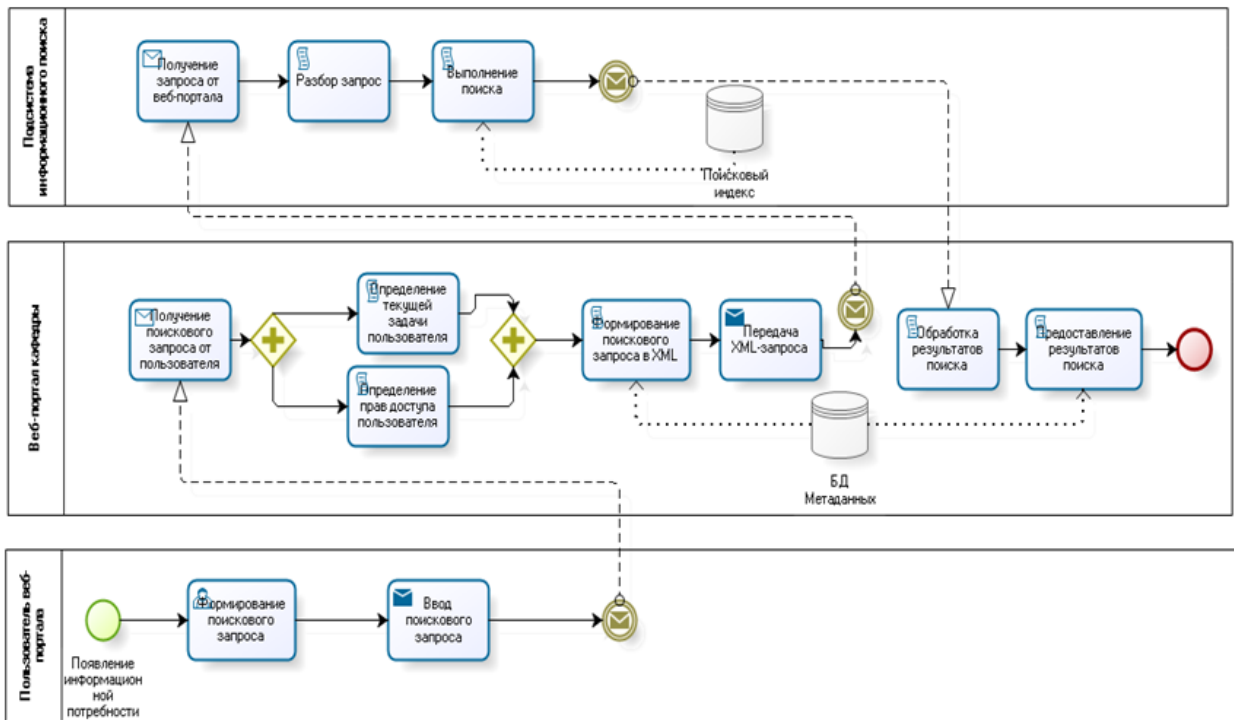 Подсистема
информационного поиска
Получение
запроса от
веб-портала
Разбор запрос
Выполнение
поиска
Поисковый
индекс
Веб-портал кафедры
Получение
поискового
запроса от
пользователя
Определение
текущей
задачи
пользователя
Определение
прав доступа
пользователя
Формирование
поискового
запроса в XML
Передача
XML-запроса
Обработка
результатов
поиска
Предоставление
результатов
поиска
БД
Метаданных
Пользователь веб-
портала
Появление
информацион
ной
потребности
Формирование
поискового
запроса
Ввод
поискового
запроса